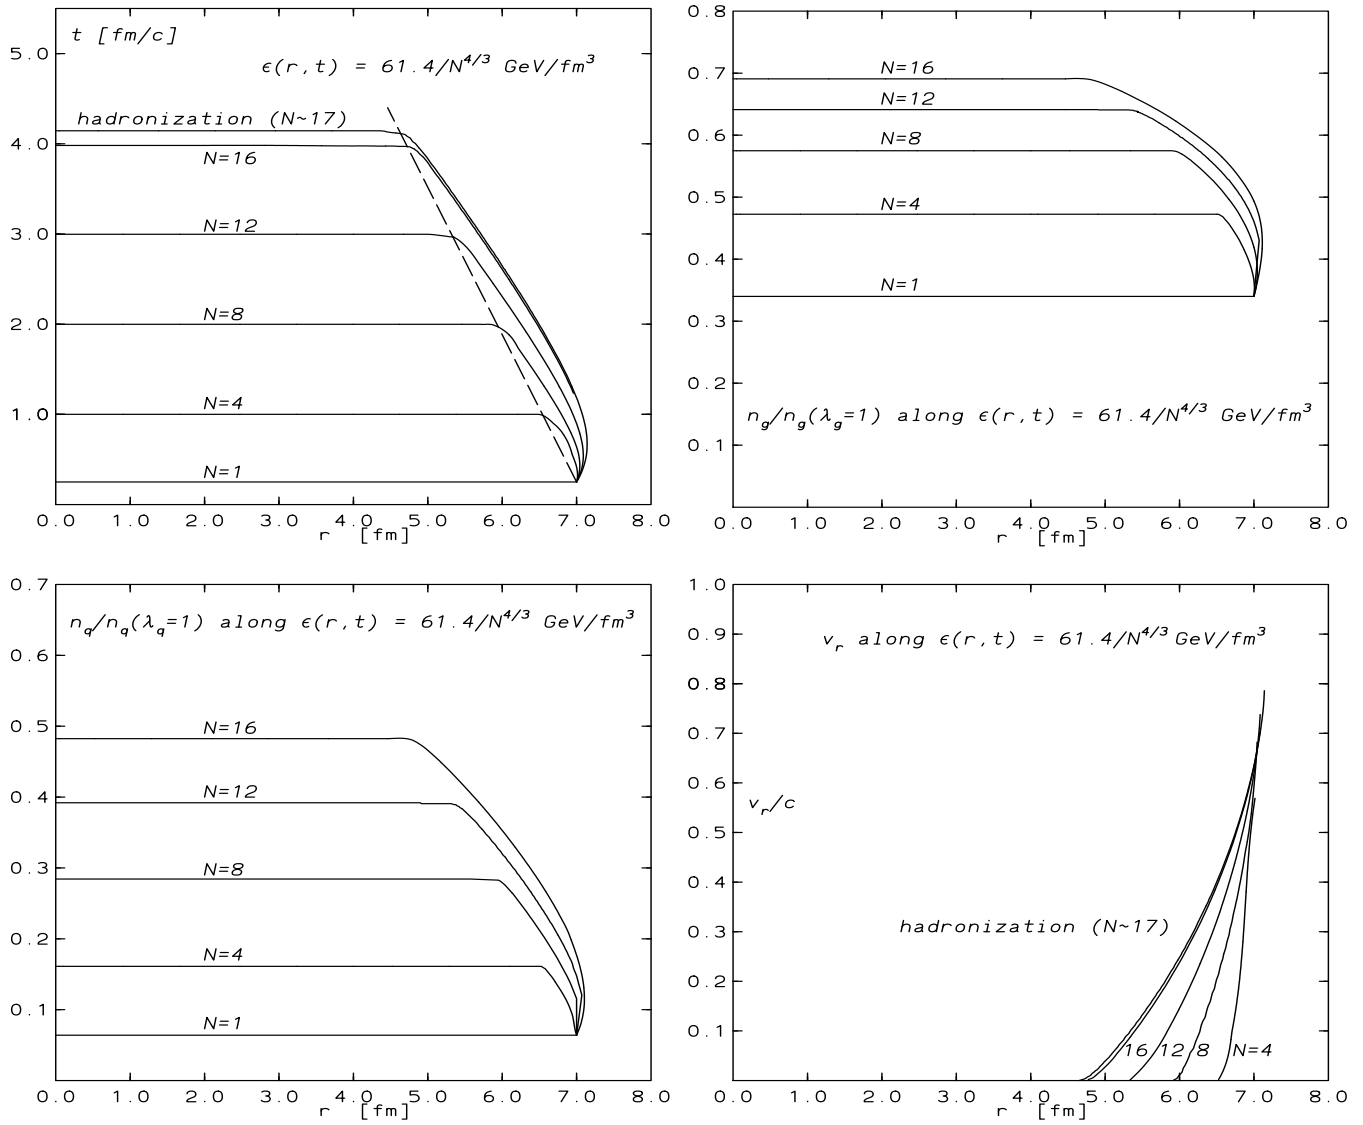 t [fm/c]
ϵ(r,t) = 61.4/N^4/3 GeV/fm^3
hadronization (N~17)
N=16
N=12
N=8
N=4
N=1
5.0
4.0
3.0
2.0
1.0
0.0 1.0 2.0 3.0 4.0 5.0 6.0 7.0 8.0
r [fm]
0.8
0.7
0.6
0.5
0.4
0.3
0.2
0.1
N=16
N=12
N=8
N=4
N=1
n_g/n_g(λ_g=1) along ϵ(r,t) = 61.4/N^4/3 GeV/fm^3
0.0 1.0 2.0 3.0 4.0 5.0 6.0 7.0 8.0
r [fm]
0.7
0.6
0.5
0.4
0.3
0.2
0.1
n_q/n_q(λ_q=1) along ϵ(r,t) = 61.4/N^4/3 GeV/fm^3
N=16
N=12
N=8
N=4
N=1
0.0 1.0 2.0 3.0 4.0 5.0 6.0 7.0 8.0
r [fm]
1.0
0.9
0.8
0.7
0.6
0.5
0.4
0.3
0.2
0.1
v_r along ϵ(r,t) = 61.4/N^4/3 GeV/fm^3
v_r/c
hadronization (N~17)
16 12 8 N=4
0.0 1.0 2.0 3.0 4.0 5.0 6.0 7.0 8.0
r [fm]